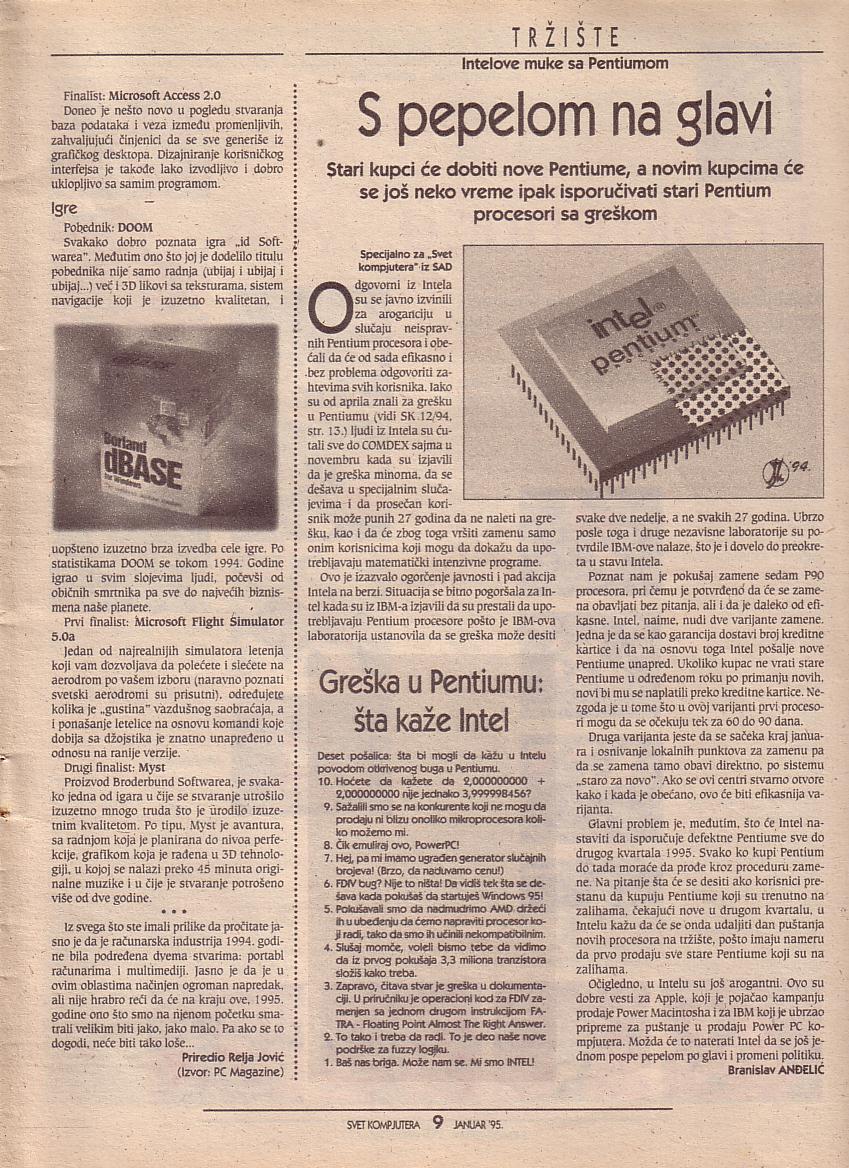 TRŽIŠTE
Finalist: Microsoft Access 2.0
Doneo je nešto novo u pogledu stvaranja
baza podataka i veza između promenljivih,
zahvaljujući činjenici da se sve generiše iz
grafičkog desktopa. Dizajniranje korisničkog
interfejsa je takođe lako izvodljivo i dobro
uklopljivo sa samim programom.
Igre
Pobednik: DOOM
Svakako dobro poznata igra „id Soft-
warea”. Međutim ono što joj je dodelilo titulu
pobednika nije samo radnja (ubijaj i ubijaj i
ubijaj...) već i 3D likovi sa teksturama, sistem
navigacije koji je izuzetno kvalitetan, i
Borland
dBASE
for Windows
uopšteno izuzetno brza izvedba cele igre. Po
statistikama DOOM se tokom 1994. Godine
igrao u svim slojevima ljudi, počevši od
običnih smrtnika pa sve do najvećih biznis-
mena naše planete.
Prvi finalist: Microsoft Flight Simulator
5.0a
Jedan od najrealnijih simulatora letenja
koji vam dozvoljava da polećete i slećete na
aerodrom po vašem izboru (naravno poznati
svetski aerodromi su prisutni), određujete
kolika je „gustina” vazdušnog saobraćaja, a
i ponašanje letelice na osnovu komandi koje
dobija sa džojstika je znatno unapređeno u
odnosu na ranije verzije.
Drugi finalist: Myst
Proizvod Broderbund Softwarea, je svaka-
ko jedna od igara u čije se stvaranje utrošilo
izuzetno mnogo truda što je urodilo izuze-
tnim kvalitetom. Po tipu, Myst je avantura,
sa radnjom koja je planirana do nivoa perfe-
kcije, grafikom koja je rađena u 3D tehnolo-
giji, u kojoj se nalazi preko 45 minuta origi-
nalne muzike i u čije je stvaranje potrošeno
više od dve godine.
• • •
Iz svega što ste imali prilike da pročitate ja-
sno je da je računarska industrija 1994. godi-
ne bila podređena dvema stvarima: portabl
računarima i multimediji. Jasno je da je u
ovim oblastima načinjen ogroman napredak,
ali nije hrabro reći da će na kraju ove, 1995.
godine ono što smo na njenom početku sma-
trali velikim biti jako, jako malo. Pa ako se to
dogodi, neće biti tako loše...
Priredio Relja Jović
(Izvor: PC Magazine)
Intelove muke sa Pentiumom
S pepelom na glavi
Stari kupci će dobiti nove Pentiume, a novim kupcima će
se još neko vreme ipak isporučivati stari Pentium
procesori sa greškom
Specijalno za „Svet
kompjutera” iz SAD
Odgovorni iz Intela
su se javno izvinili
za aroganciju u
slučaju neisprav-
nih Pentium procesora i obe-
ćali da će od sada efikasno i
bez problema odgovoriti za-
htevima svih korisnika. Iako
su od aprila znali za grešku
u Pentiumu (vidi SK 12/94,
str. 13.) ljudi iz Intela su ću-
tali sve do COMDEX sajma u
novembru kada su izjavili
da je greška minorna, da se
dešava u specijalnim sluča-
jevima i da prosečan kori-
snik može punih 27 godina da ne naleti na gre-
šku, kao i da će zbog toga vršiti zamenu samo
onim korisnicima koji mogu da dokažu da upo-
trebljavaju matematički intenzivne programe.
Ovo je izazvalo ogorčenje javnosti i pad akcija
Intela na berzi. Situacija se bitno pogoršala za In-
tel kada su iz IBM-a izjavili da su prestali da upo-
trebljavaju Pentium procesore pošto je IBM-ova
laboratorija ustanovila da se greška može desiti
intel®
pentium™
'94.
svake dve nedelje, a ne svakih 27 godina. Ubrzo
posle toga i druge nezavisne laboratorije su po-
tvrdile IBM-ove nalaze, što je i dovelo do preokre-
ta u stavu Intela.
Poznat nam je pokušaj zamene sedam P90
procesora, pri čemu je potvrđeno da će se zame-
na obavljati bez pitanja, ali i da je daleko od efi-
kasne. Intel, naime, nudi dve varijante zamene.
Jedna je da se kao garancija dostavi broj kreditne
kartice i da na osnovu toga Intel pošalje nove
Pentiume unapred. Ukoliko kupac ne vrati stare
Pentiume u određenom roku po primanju novih,
novi bi mu se naplatili preko kreditne kartice. Ne-
zgoda je u tome što u ovoj varijanti prvi proceso-
ri mogu da se očekuju tek za 60 do 90 dana.
Druga varijanta jeste da se sačeka kraj janua-
ra i osnivanje lokalnih punktova za zamenu pa
da se zamena tamo obavi direktno, po sistemu
„staro za novo”. Ako se ovi centri stvarno otvore
kako i kada je obećano, ovo će biti efikasnija va-
rijanta.
Glavni problem je, međutim, što će Intel na-
staviti da isporučuje defektne Pentiume sve do
drugog kvartala 1995. Svako ko kupi Pentium
do tada moraće da prođe kroz proceduru zame-
ne. Na pitanje šta će se desiti ako korisnici pre-
stanu da kupuju Pentiume koji su trenutno na
zalihama, čekajući nove u drugom kvartalu, u
Intelu kažu da će se onda udaljiti dan puštanja
novih procesora na tržište, pošto imaju nameru
da prvo prodaju sve stare Pentiume koji su na
zalihama.
Očigledno, u Intelu su još arogantni. Ovo su
dobre vesti za Apple, koji je pojačao kampanju
prodaje Power Macintosha i za IBM koji je ubrzao
pripreme za puštanje u prodaju Power PC ko-
mpjutera. Možda će to naterati Intel da se još je-
dnom pospe pepelom po glavi i promeni politiku.
Branislav ANĐELIĆ
Greška u Pentiumu:
šta kaže Intel
Deset pošalica: šta bi mogli da kažu u Intelu
povodom otkrivenog buga u Pentiumu.
10. Hoćete da kažete da 2,000000000 +
2,000000000 nije jednako 3,999998456?
9. Sažalili smo se na konkurente koji ne mogu da
prodaju ni blizu onoliko mikroprocesora koli-
ko možemo mi.
8. Čik emuliraj ovo, PowerPC!
7. Hej, pa mi imamo ugrađen generator slučajnih
brojeva! (Brzo, da naduvamo cenu!)
6. FDIV bug? Nije to ništa! Da vidiš tek šta se de-
šava kada pokušaš da startuješ Windows 95!
5. Pokušavali smo da nadmudrimo AMD držeći
ih u ubeđenju da ćemo napraviti procesor ko-
ji radi, tako da smo ih učinili nekompatibilnim.
4. Slušaj momče, voleli bismo tebe da vidimo
da iz prvog pokušaja 3,3 miliona tranzistora
složiš kako treba.
3. Zapravo, čitava stvar je greška u dokumenta-
ciji. U priručniku je operacioni kod za FDIV za-
menjen sa jednom drugom instrukcijom FA-
TRA - Floating Point Almost The Right Answer.
2. To tako i treba da radi. To je deo naše nove
podrške za fuzzy logiku.
1. Baš nas briga. Može nam se. Mi smo INTEL!
SVET KOMPJUTERA 9 JANUAR '95.